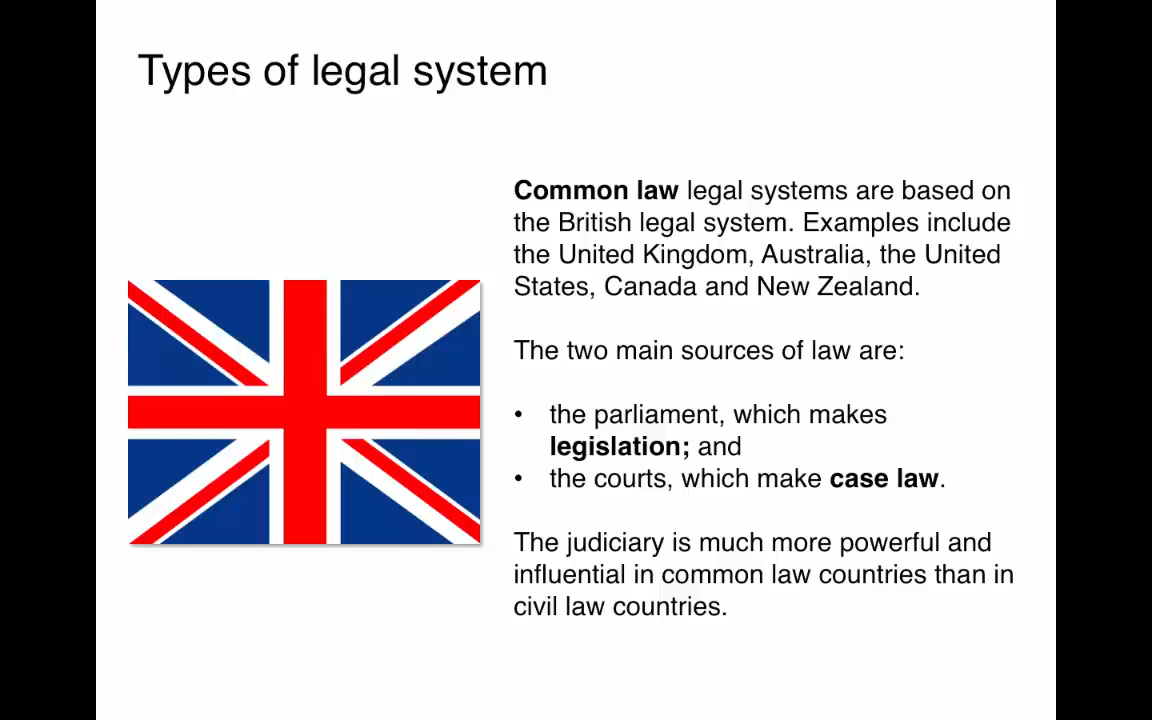 Types of legal system
Common law legal systems are based on
the British legal system. Examples include
the United Kingdom, Australia, the United
States, Canada and New Zealand.
The two main sources of law are:
• the parliament, which makes
legislation; and
• the courts, which make case law.
The judiciary is much more powerful and
influential in common law countries than in
civil law countries.